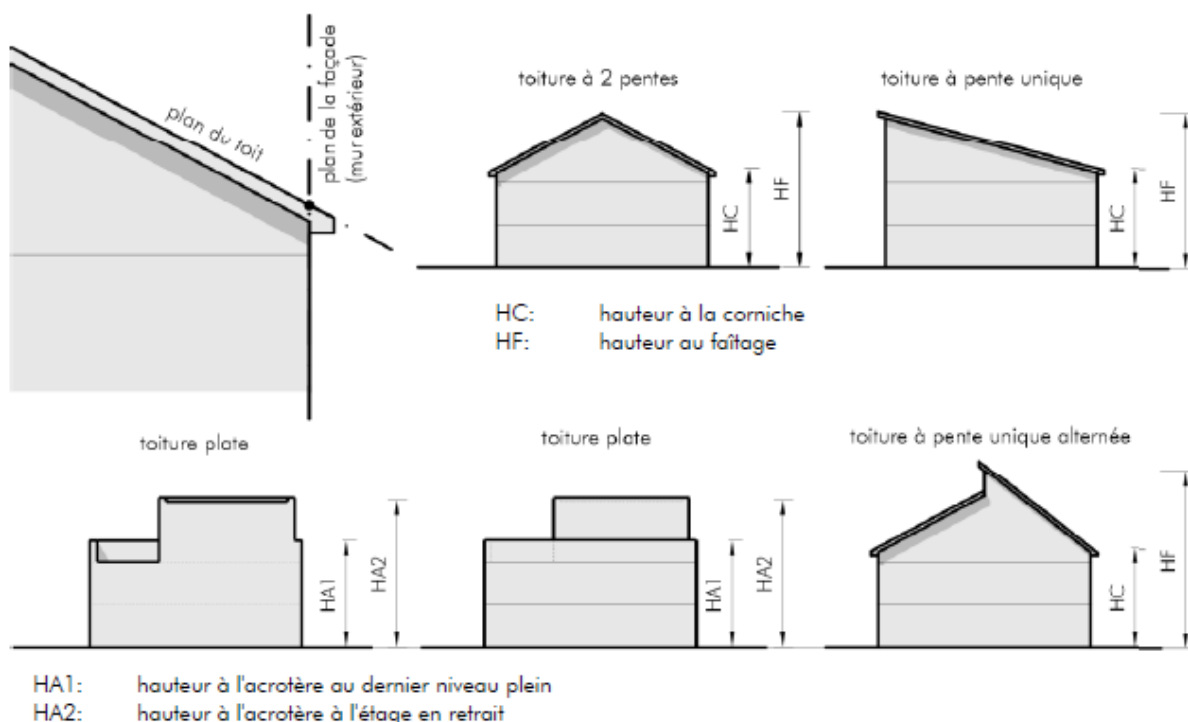 plan du toit
plan de la façade
(mur extérieur)
toiture à 2 pentes
HC
HF
toiture à pente unique
HC
HF
HC: hauteur à la corniche
HF: hauteur au faîtage
toiture plate
HA1
HA2
toiture plate
HA1
HA2
toiture à pente unique alternée
HC
HF
HA1: hauteur à l'acrotère au dernier niveau plein
HA2: hauteur à l'acrotère à l'étage en retrait